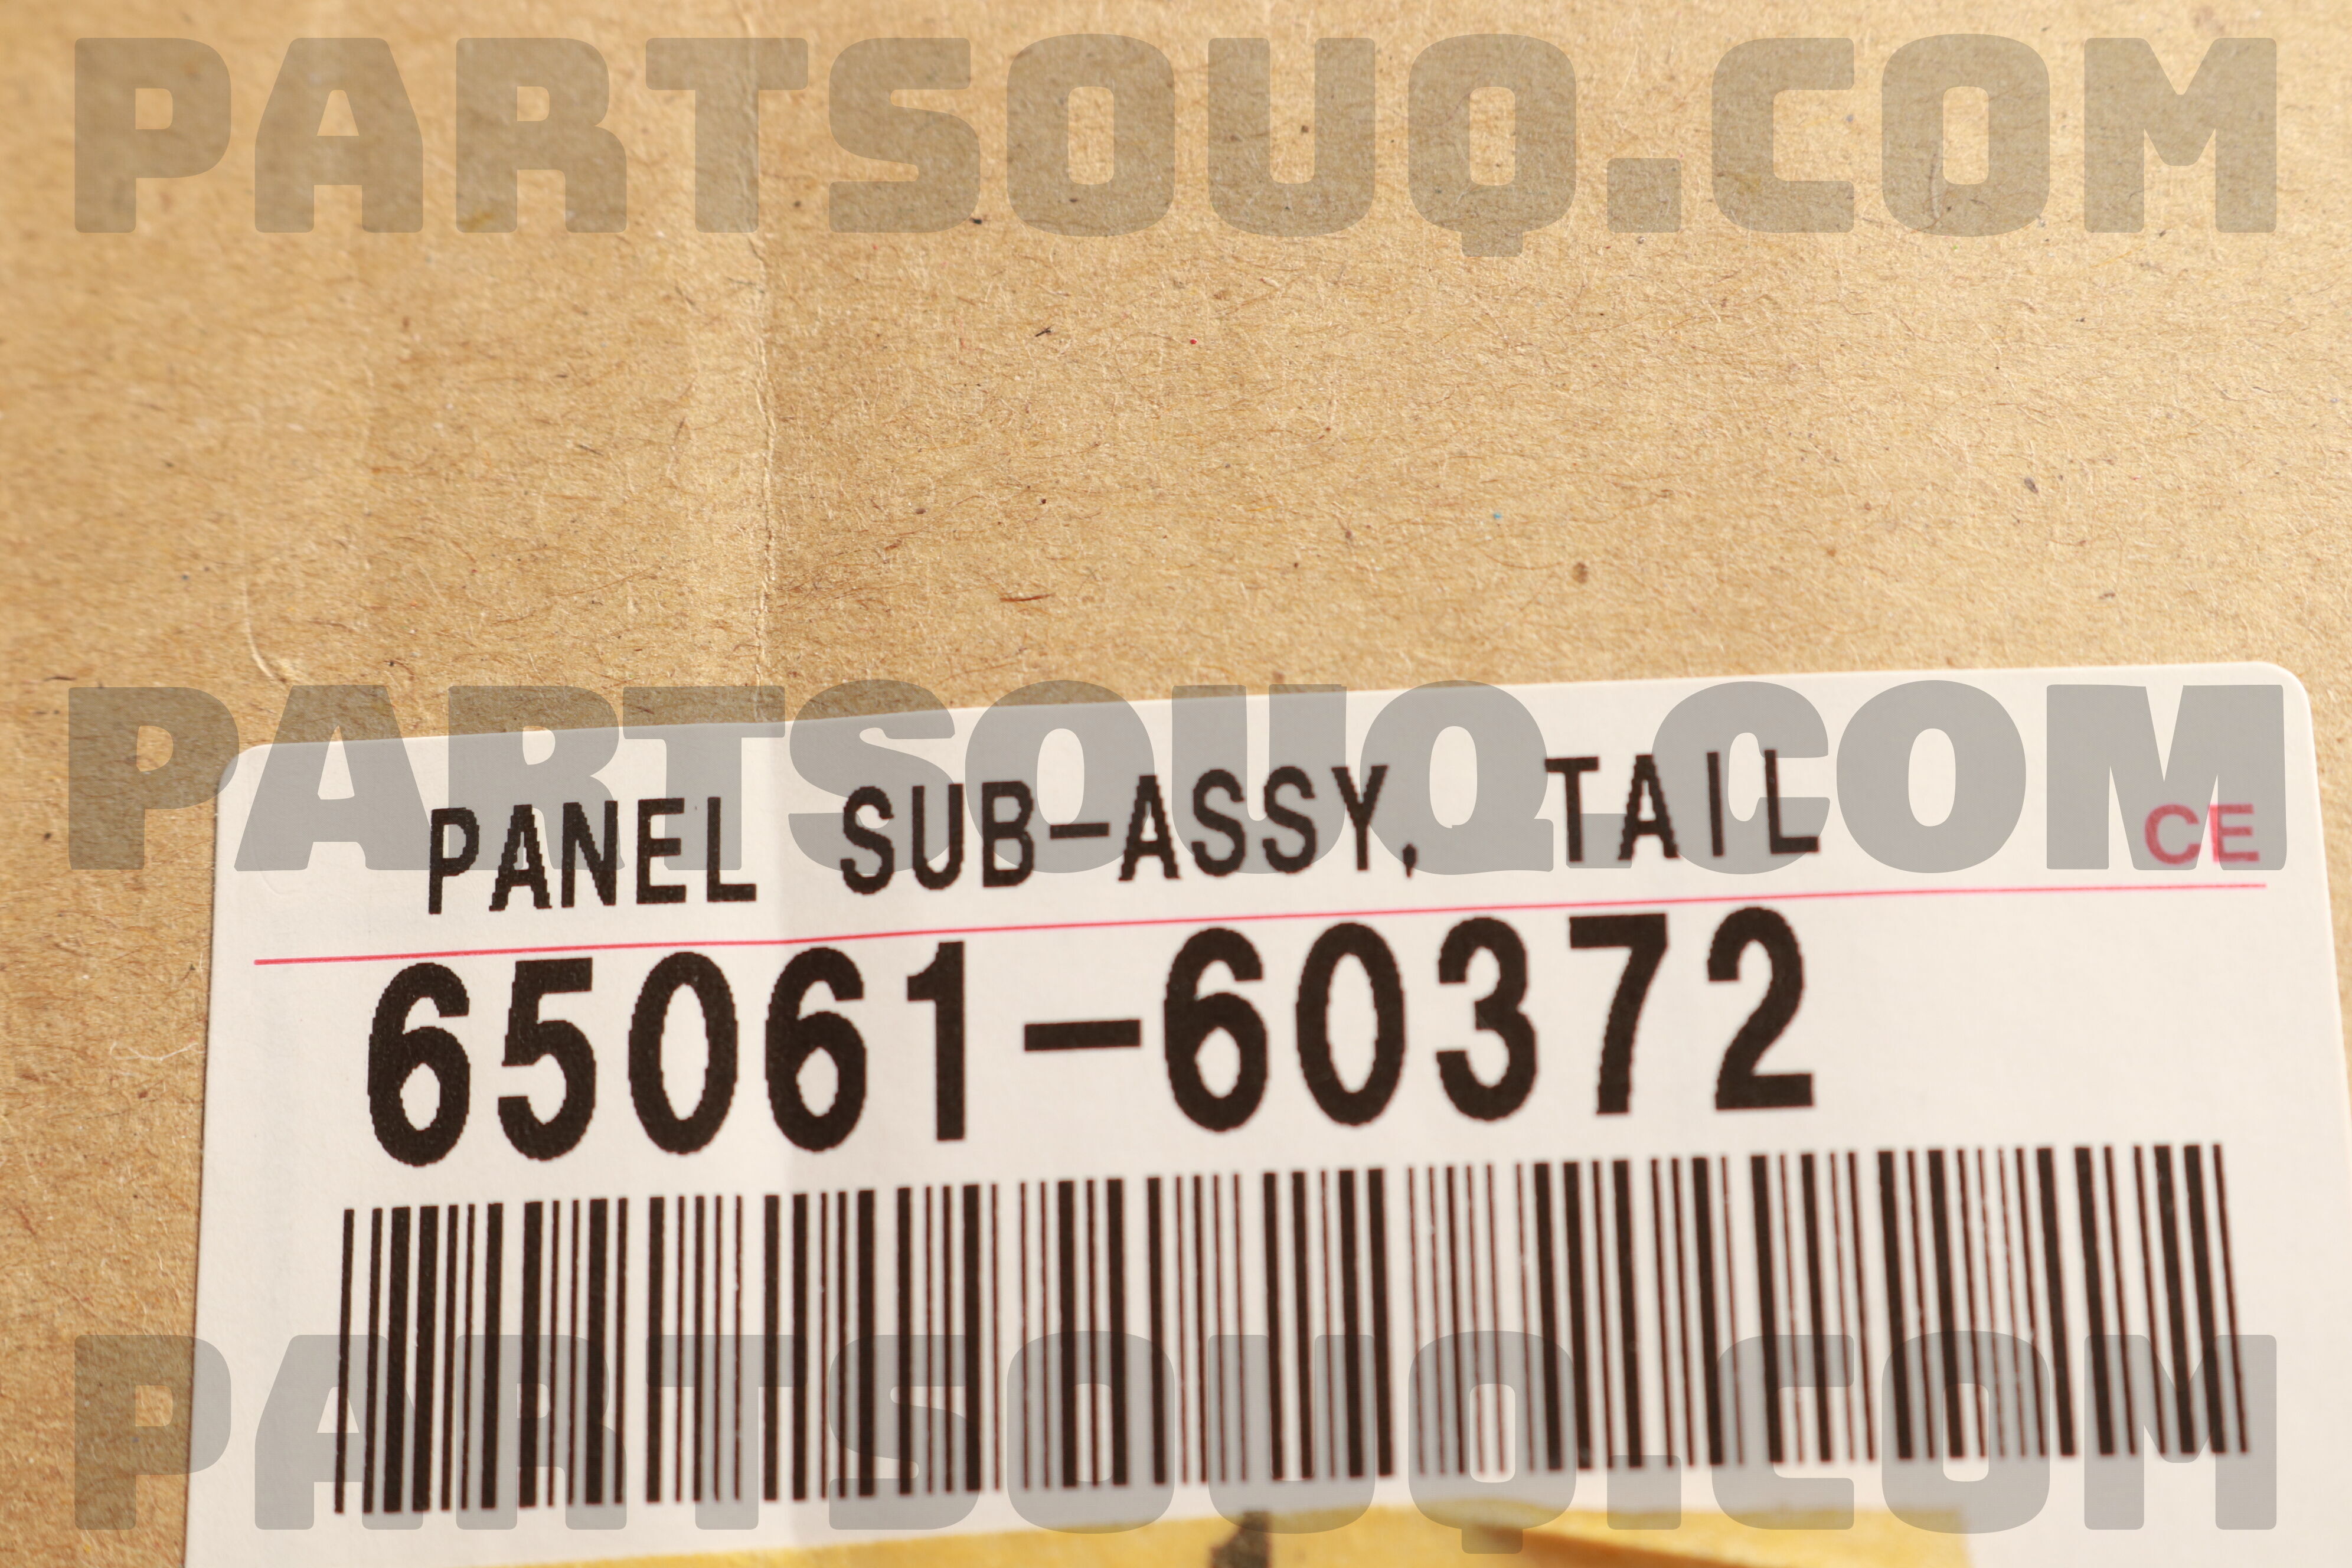 PARTSOUQ.COM
PARTSOUQ.COM
PANEL SUB-ASSY, TAIL
CE
65061-60372
PARTSOUQ.COM